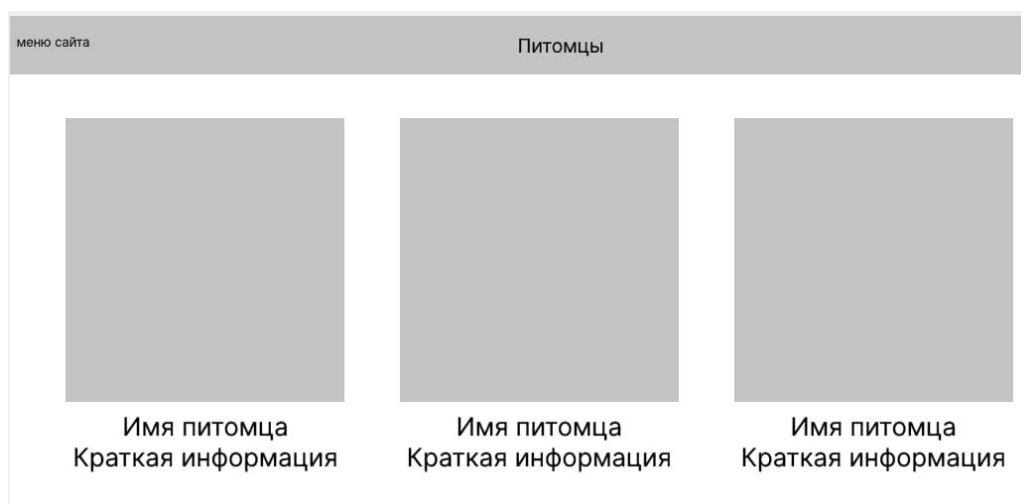 меню сайта
Питомцы
Имя питомца
Краткая информация
Имя питомца
Краткая информация
Имя питомца
Краткая информация